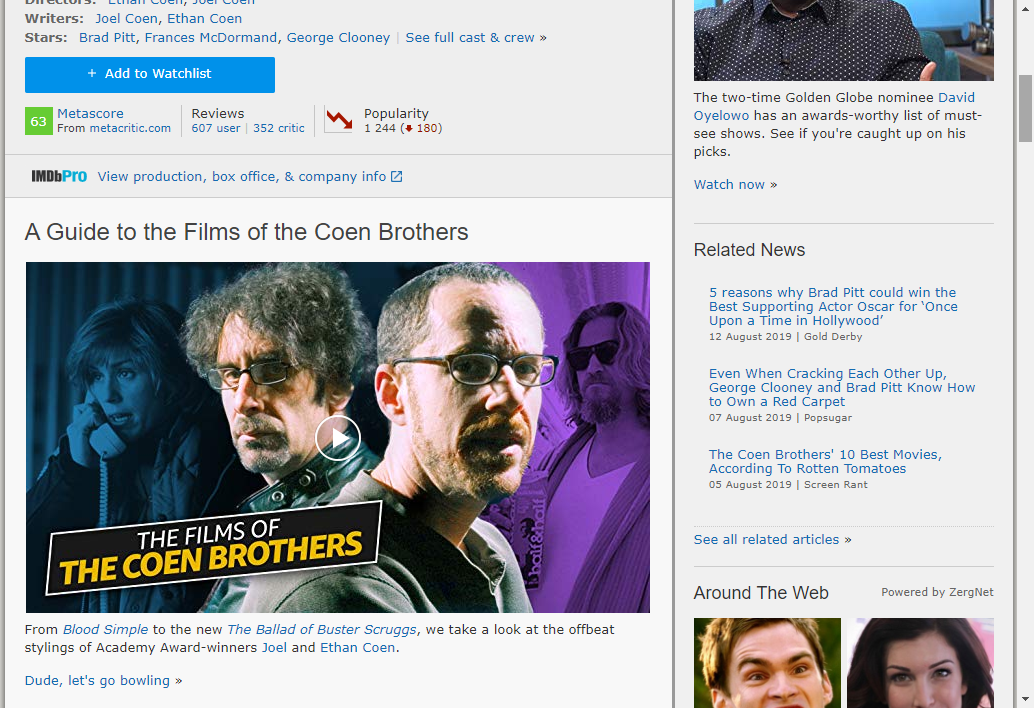 Directors: Ethan Coen, Joel Coen
Writers: Joel Coen, Ethan Coen
Stars: Brad Pitt, Frances McDormand, George Clooney | See full cast & crew »
+ Add to Watchlist
63 Metascore
From metacritic.com
Reviews
607 user | 352 critic
Popularity
1 244 (180)
IMDbPro View production, box office, & company info
A Guide to the Films of the Coen Brothers
half&half
THE FILMS OF
THE COEN BROTHERS
From Blood Simple to the new The Ballad of Buster Scruggs, we take a look at the offbeat
stylings of Academy Award-winners Joel and Ethan Coen.
Dude, let's go bowling »
The two-time Golden Globe nominee David
Oyelowo has an awards-worthy list of must-
see shows. See if you're caught up on his
picks.
Watch now »
Related News
5 reasons why Brad Pitt could win the
Best Supporting Actor Oscar for ‘Once
Upon a Time in Hollywood’
12 August 2019 | Gold Derby
Even When Cracking Each Other Up,
George Clooney and Brad Pitt Know How
to Own a Red Carpet
07 August 2019 | Popsugar
The Coen Brothers' 10 Best Movies,
According To Rotten Tomatoes
05 August 2019 | Screen Rant
See all related articles »
Around The Web
Powered by ZergNet